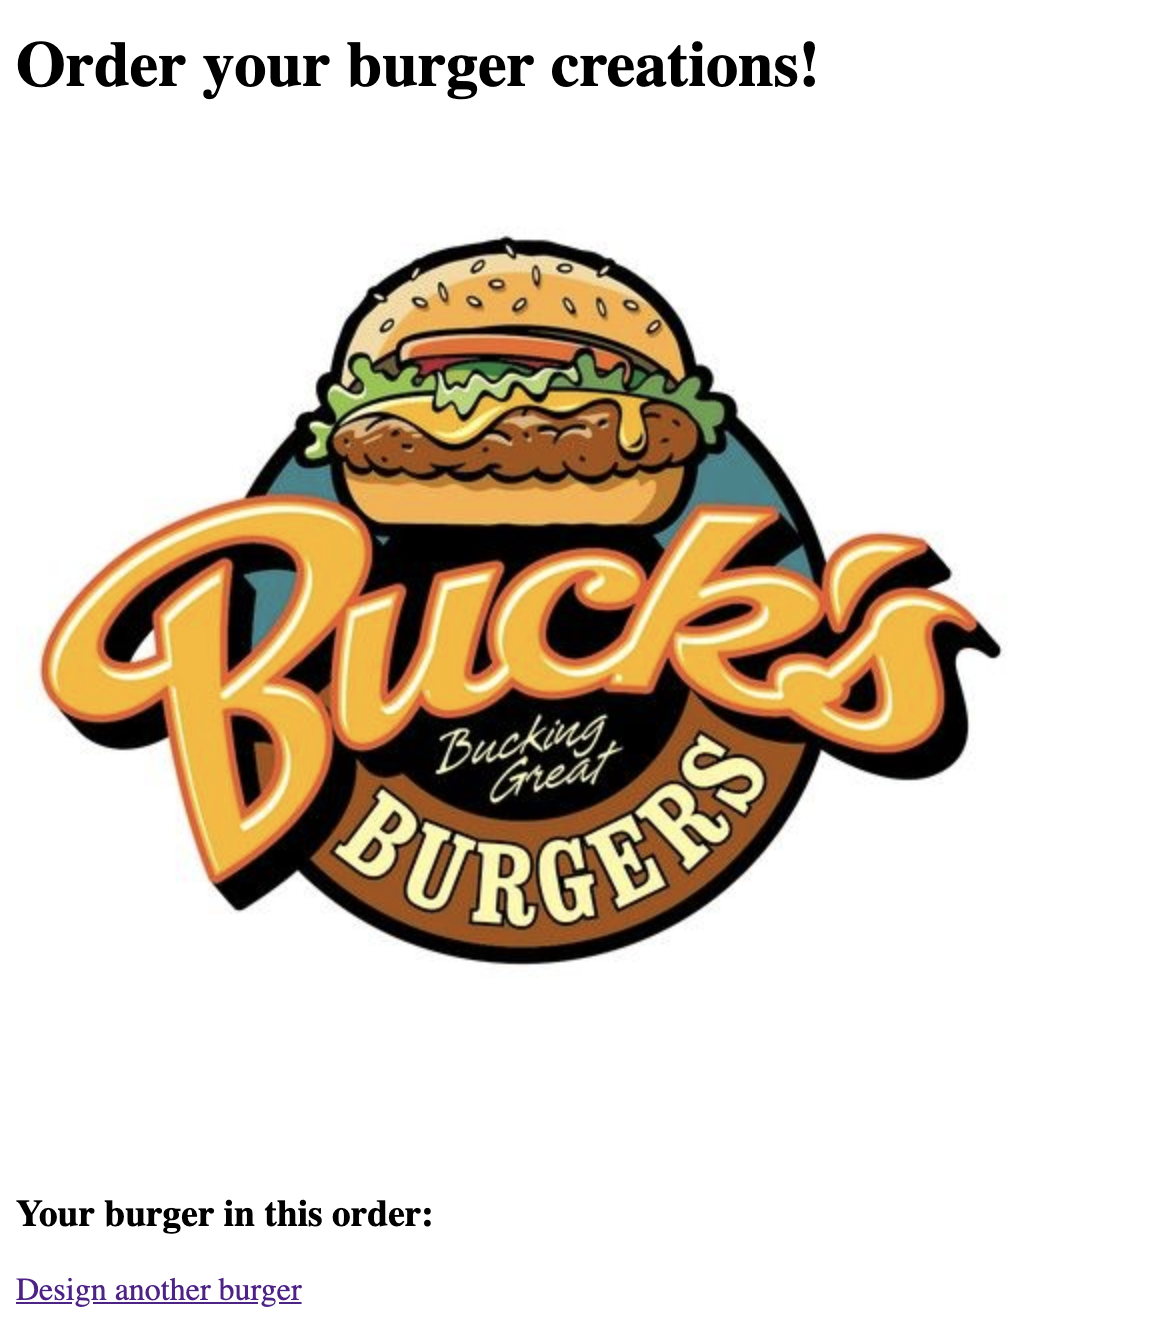 Order your burger creations!
Buck's
Bucking
Great
BURGERS
Your burger in this order:
Design another burger